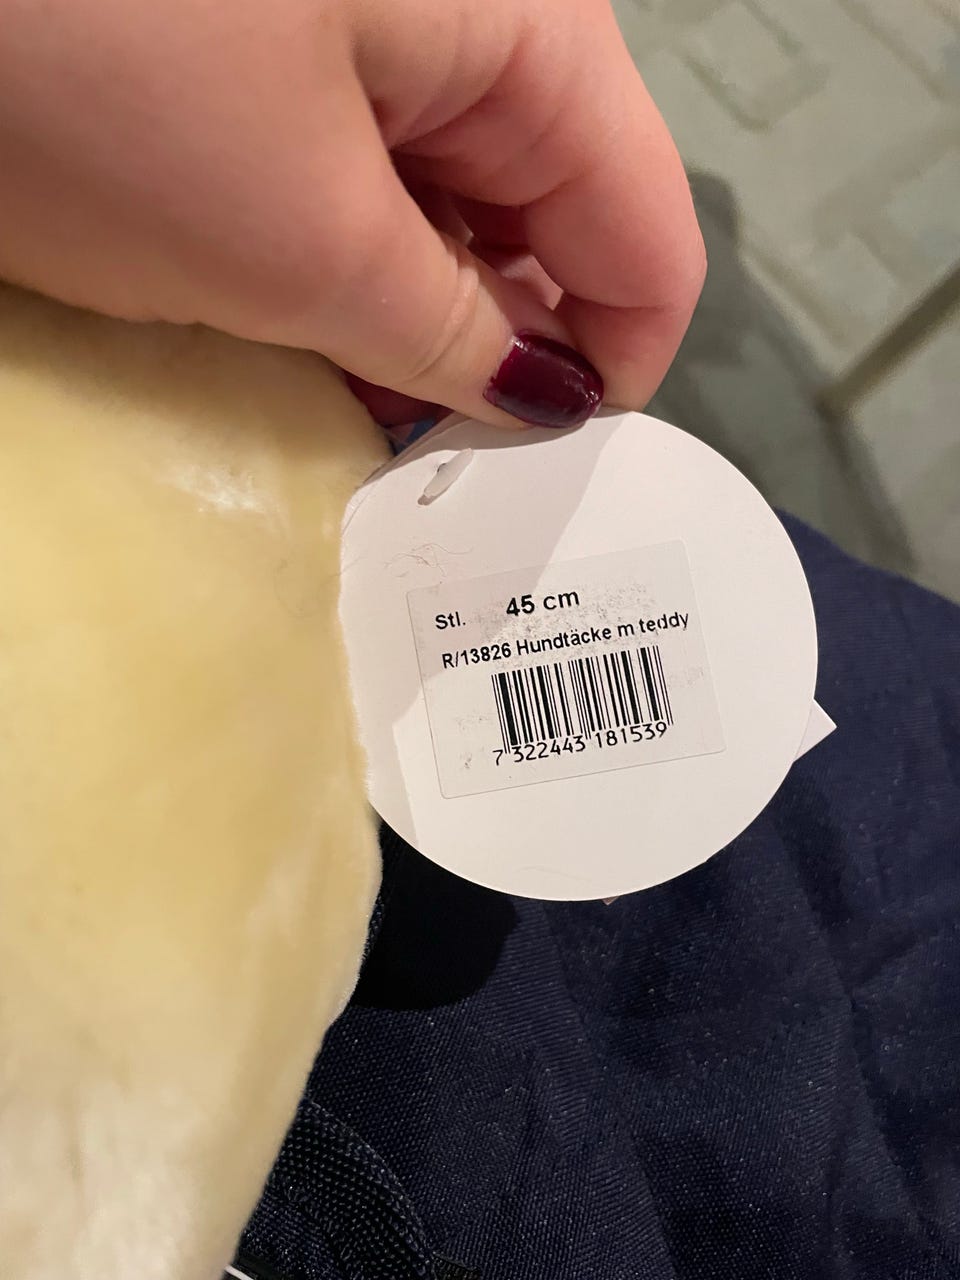 Stl. 45 cm
R/13826 Hundtäcke m teddy
7 322443 181539